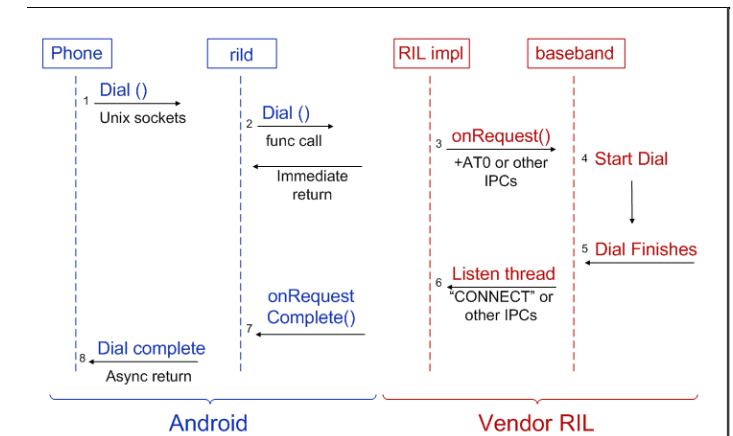 Phone
rild
RIL impl
baseband
1
Dial ()
Unix sockets
2
Dial ()
func call
Immediate
return
3
onRequest()
+AT0 or other
IPCs
4
Start Dial
5
Dial Finishes
6
Listen thread
"CONNECT" or
other IPCs
7
onRequest
Complete()
8
Dial complete
Async return
Android
Vendor RIL